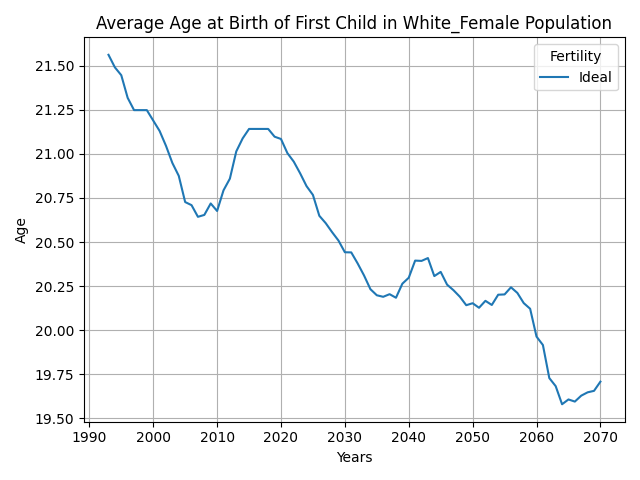 Average Age at Birth of First Child in White_Female Population
Fertility
Ideal
Age
21.50
21.25
21.00
20.75
20.50
20.25
20.00
19.75
19.50
1990 2000 2010 2020 2030 2040 2050 2060 2070
Years